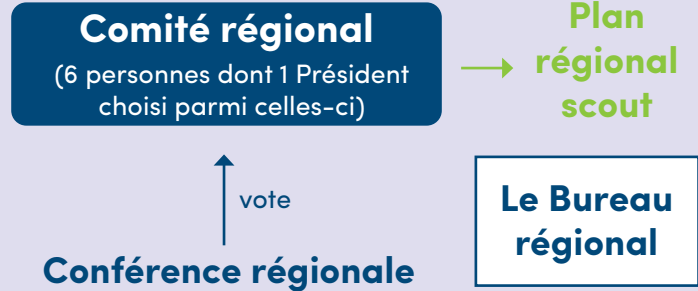 Comité régional
(6 personnes dont 1 Président
choisi parmi celles-ci)
Plan
régional
scout
vote
Le Bureau
régional
Conférence régionale